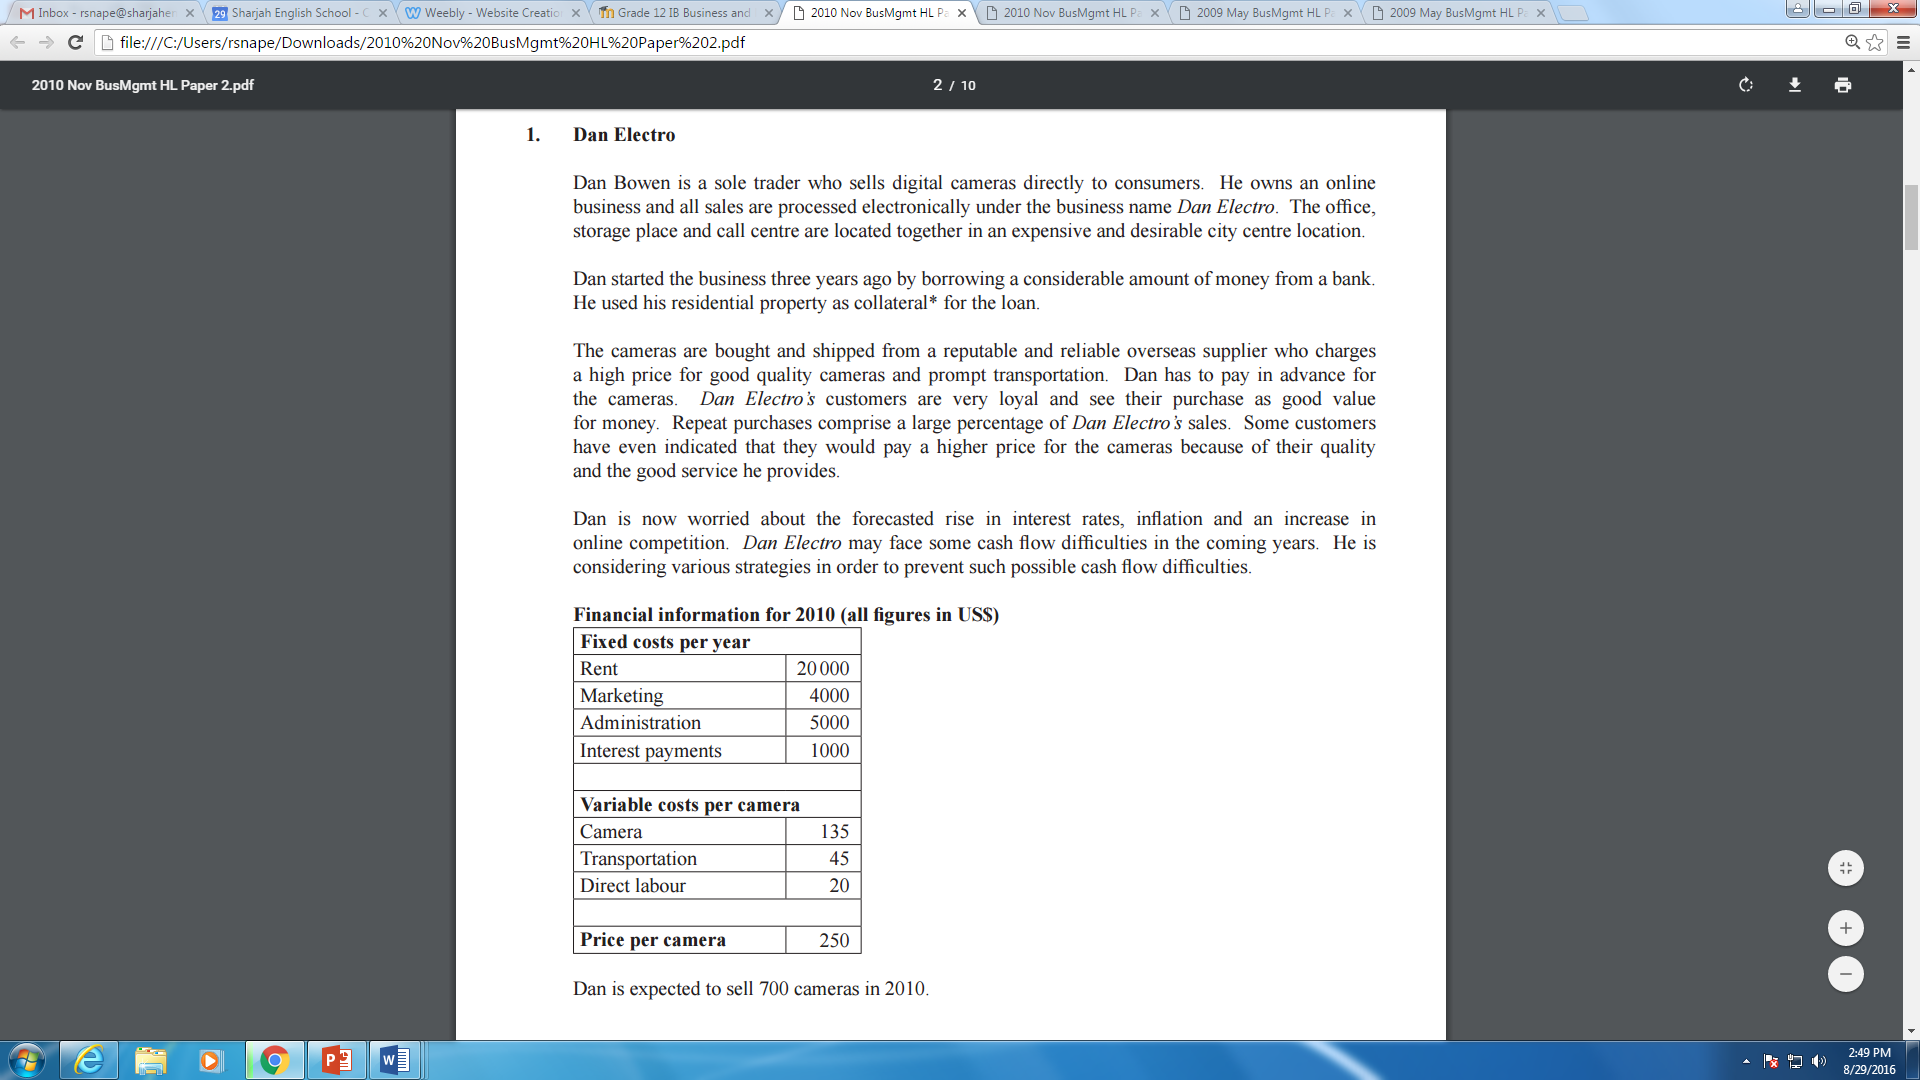 Inbox - rsnape@sharjaher
29 Sharjah English School - C
Weebly - Website Creatio
Grade 12 IB Business and
2010 Nov BusMgmt HL Pa
2010 Nov BusMgmt HL Pa
2009 May BusMgmt HL Pa
2009 May BusMgmt HL Pa
file:///C:/Users/rsnape/Downloads/2010%20Nov%20BusMgmt%20HL%20Paper%202.pdf
2010 Nov BusMgmt HL Paper 2.pdf
2 / 10
1. Dan Electro
Dan Bowen is a sole trader who sells digital cameras directly to consumers. He owns an online
business and all sales are processed electronically under the business name Dan Electro. The office,
storage place and call centre are located together in an expensive and desirable city centre location.
Dan started the business three years ago by borrowing a considerable amount of money from a bank.
He used his residential property as collateral* for the loan.
The cameras are bought and shipped from a reputable and reliable overseas supplier who charges
a high price for good quality cameras and prompt transportation. Dan has to pay in advance for
the cameras. Dan Electro's customers are very loyal and see their purchase as good value
for money. Repeat purchases comprise a large percentage of Dan Electro's sales. Some customers
have even indicated that they would pay a higher price for the cameras because of their quality
and the good service he provides.
Dan is now worried about the forecasted rise in interest rates, inflation and an increase in
online competition. Dan Electro may face some cash flow difficulties in the coming years. He is
considering various strategies in order to prevent such possible cash flow difficulties.
Financial information for 2010 (all figures in US$)
Fixed costs per year
Rent 20 000
Marketing 4000
Administration 5000
Interest payments 1000
Variable costs per camera
Camera 135
Transportation 45
Direct labour 20
Price per camera 250
Dan is expected to sell 700 cameras in 2010.
2:49 PM
8/29/2016